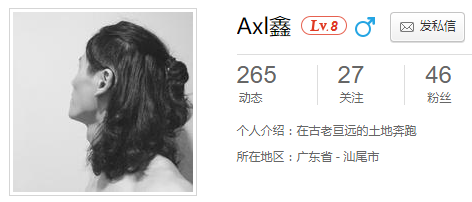 Axl鑫 Lv.8 发私信
265 27 46
动态 关注 粉丝
个人介绍：在古老亘远的土地奔跑
所在地区：广东省 - 汕尾市